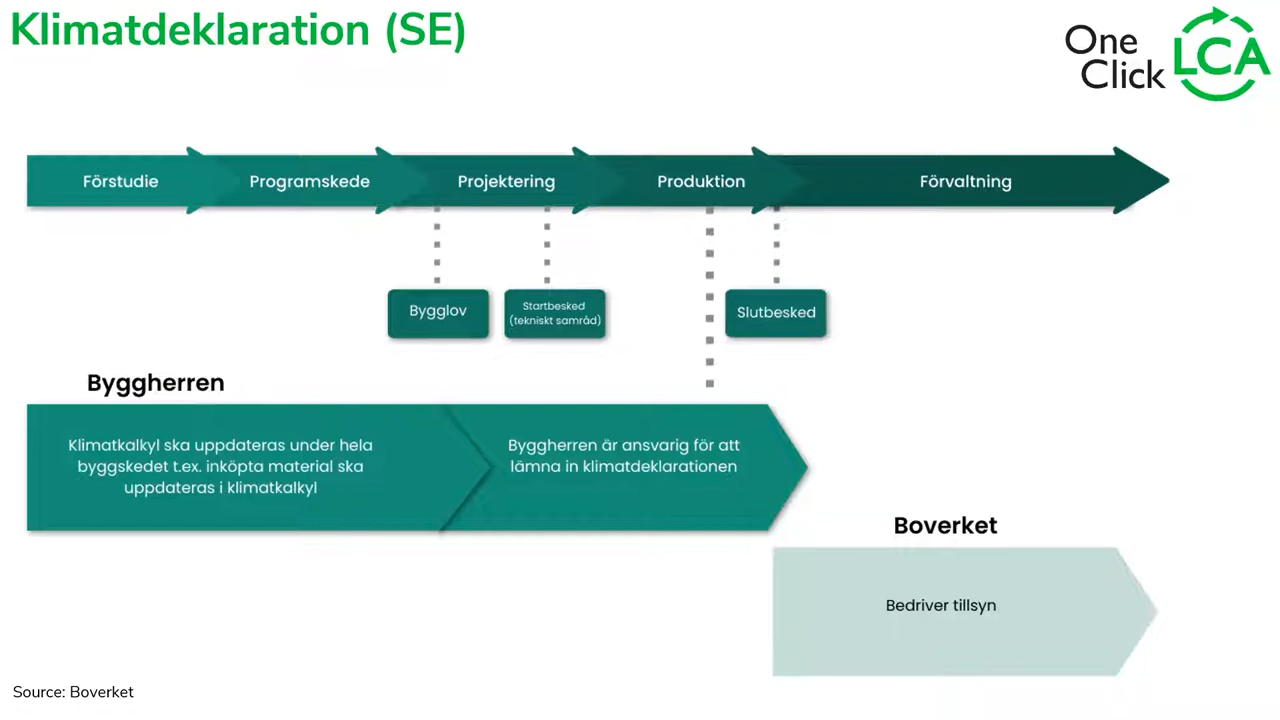 Klimatdeklaration (SE)
One
Click
LCA
Förstudie
Programskede
Projektering
Produktion
Förvaltning
Bygglov
Startbesked
(tekniskt samråd)
Slutbesked
Byggherren
Klimatkalkyl ska uppdateras under hela
byggskedet t.ex. inköpta material ska
uppdateras i klimatkalkyl
Byggherren är ansvarig för att
lämna in klimatdeklarationen
Boverket
Bedriver tillsyn
Source: Boverket